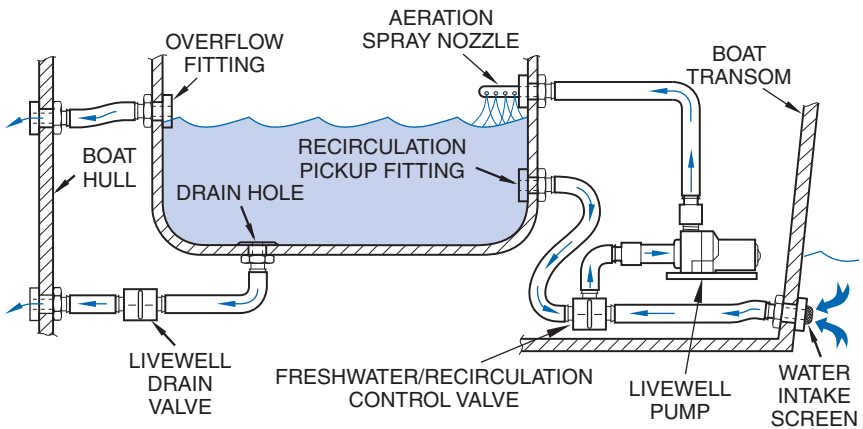 AERATION
SPRAY NOZZLE
OVERFLOW
FITTING
BOAT
TRANSOM
RECIRCULATION
PICKUP FITTING
BOAT
HULL
DRAIN HOLE
LIVEWELL
DRAIN
VALVE
FRESHWATER/RECIRCULATION
CONTROL VALVE
LIVEWELL
PUMP
WATER
INTAKE
SCREEN